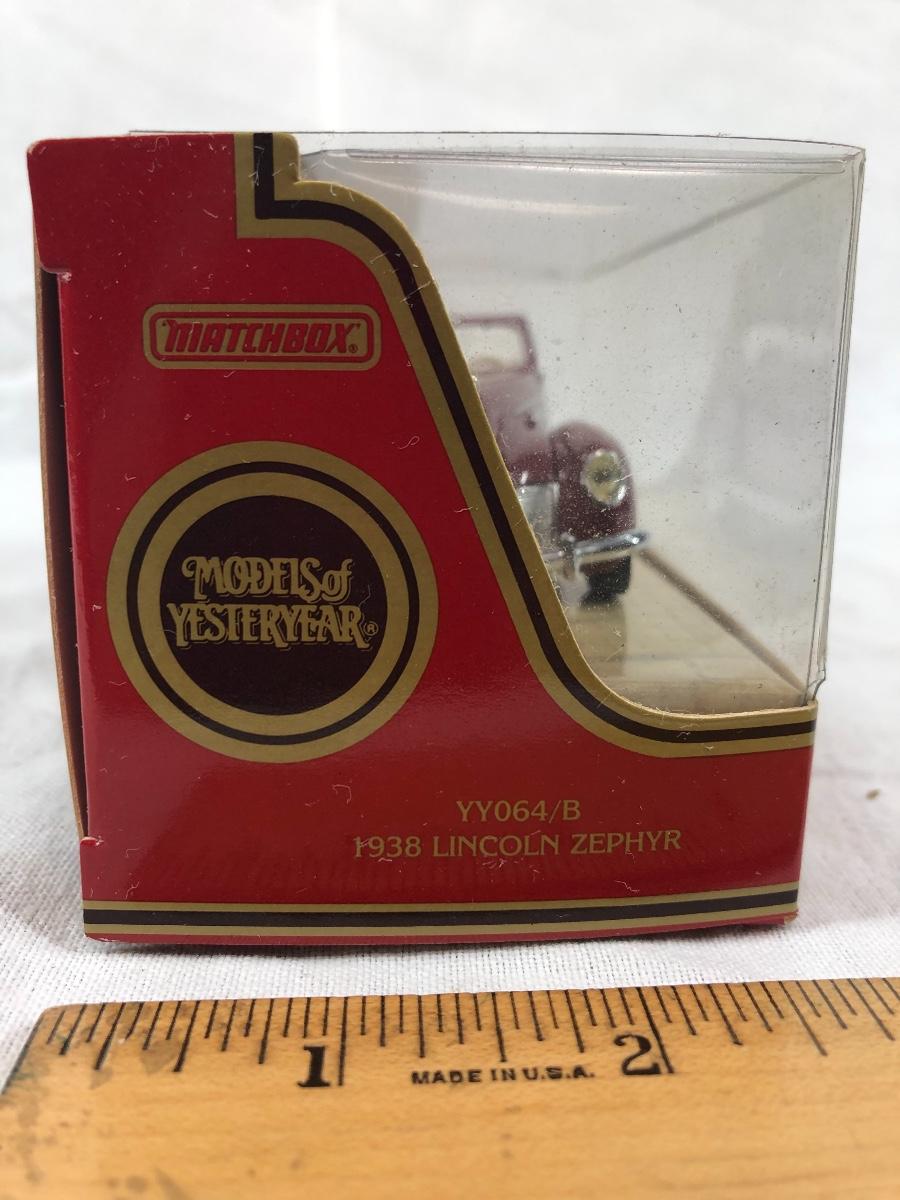 MATCHBOX®
MODELS of
YESTERYEAR®
YY064/B
1938 LINCOLN ZEPHYR
1 MADE IN U.S.A. 2